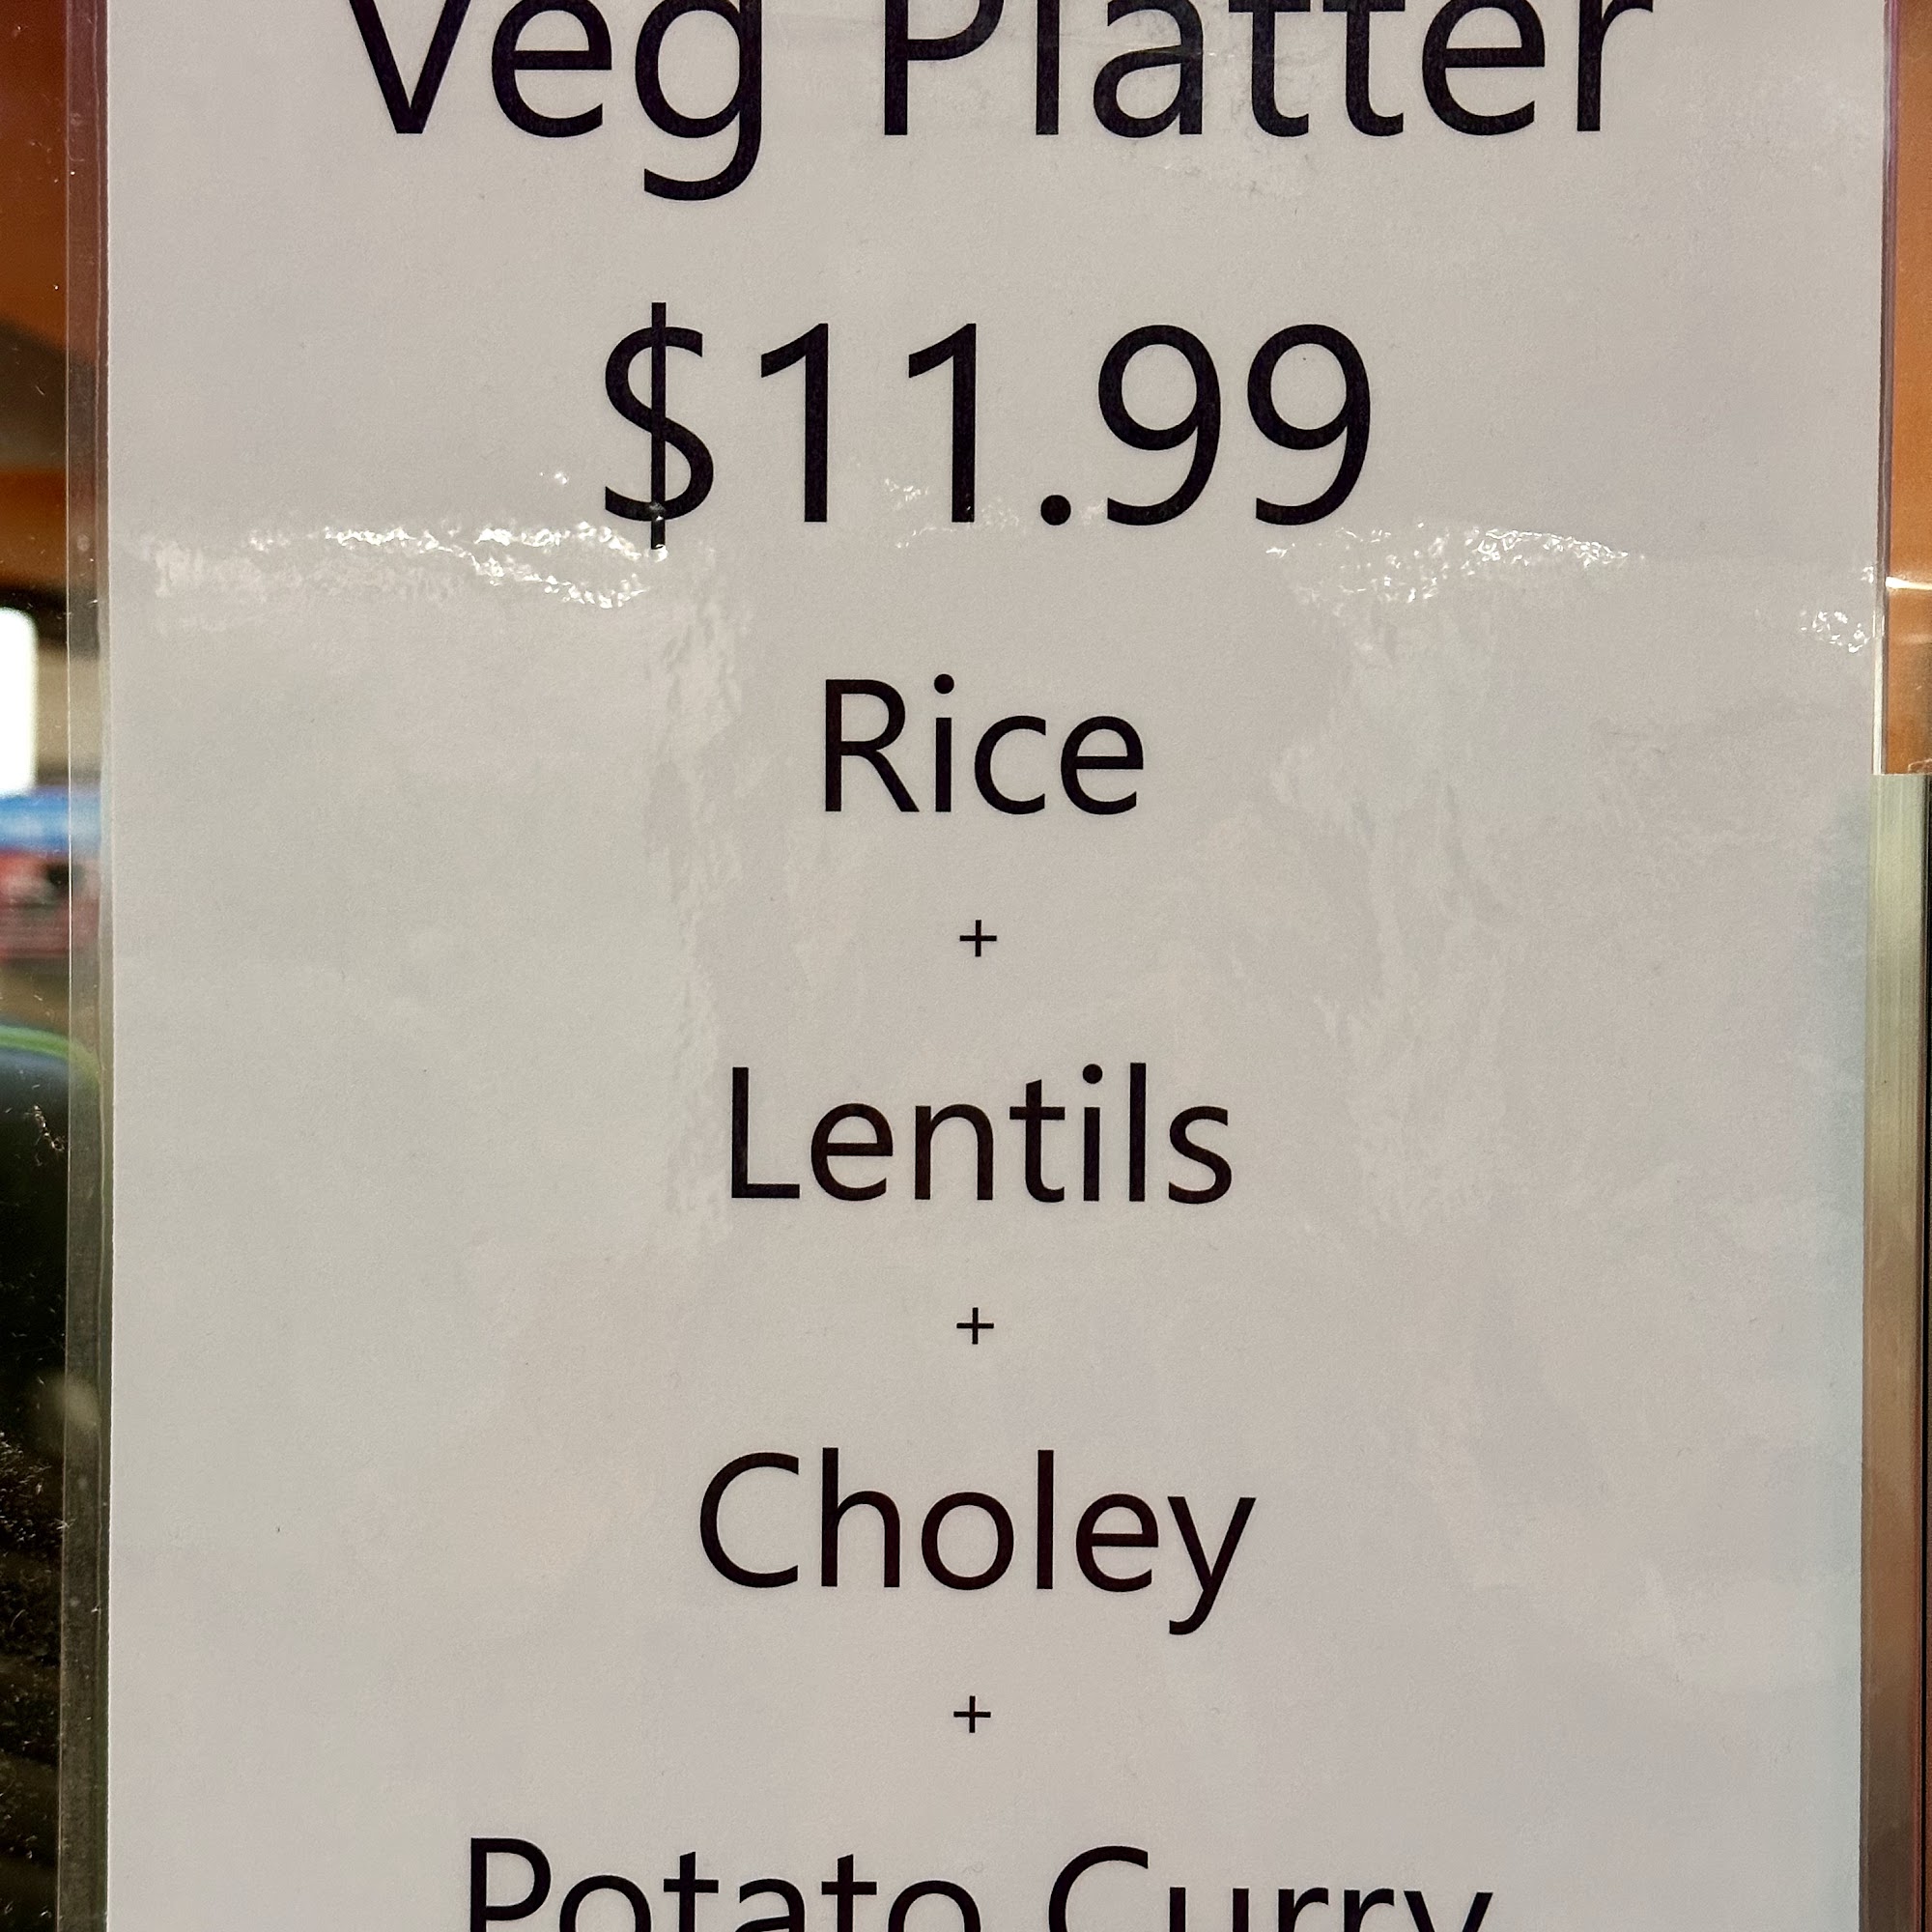 Veg Platter
$11.99
Rice
+
Lentils
+
Choley
+
Potato Curry